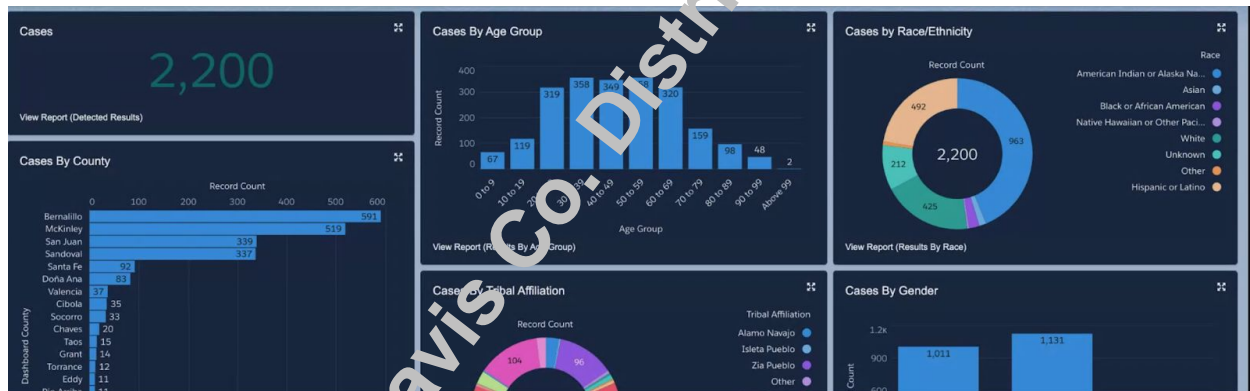 Cases
2,200
View Report (Detected Results)
Cases By County
Record Count
0 100 200 300 400 500 600
Bernalillo 591
McKinley 519
San Juan 339
Sandoval 337
Santa Fe 92
Doña Ana 83
Valencia 37
Cibola 35
Socorro 33
Chaves 20
Taos 15
Grant 14
Torrance 12
Eddy 11
Dashboard County
Cases By Age Group
Record Count
400
300
200
100
0
67 119 319 358 349 320 159 98 48 2
0 to 9
10 to 19
40 to 49
50 to 59
60 to 69
70 to 79
80 to 89
90 to 99
Above 99
Age Group
View Report (Results By Age Group)
Cases by Race/Ethnicity
Record Count
492
963
212
425
2,200
Race
American Indian or Alaska Na...
Asian
Black or African American
Native Hawaiian or Other Paci...
White
Unknown
Other
Hispanic or Latino
View Report (Results By Race)
Cases By Tribal Affiliation
Record Count
104 96
Tribal Affiliation
Alamo Navajo
Isleta Pueblo
Zia Pueblo
Other
Cases By Gender
1.2k
900
600
Count
1,011
1,131
avis Co. Distri